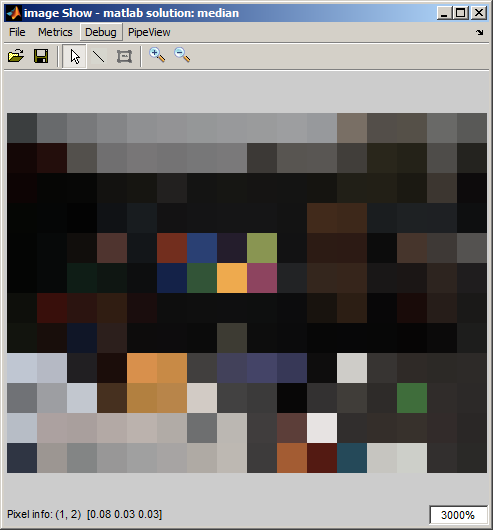 image Show - matlab solution: median
File Metrics Debug PipeView
Pixel info: (1, 2) [0.08 0.03 0.03]
3000%